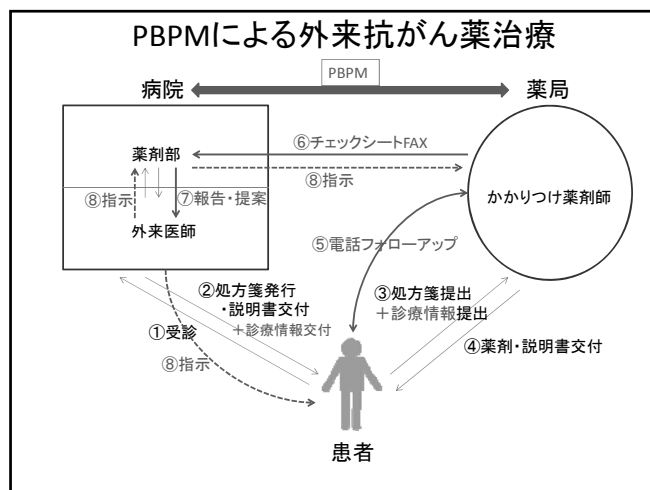 PBPMによる外来抗がん薬治療
PBPM
病院
薬局
⑥チェックシートFAX
薬剤部
⑧指示
⑧指示
⑦報告・提案
かかりつけ薬剤師
外来医師
⑤電話フォローアップ
②処方箋発行
・説明書交付
＋診療情報交付
③処方箋提出
＋診療情報提出
①受診
④薬剤・説明書交付
⑧指示
患者